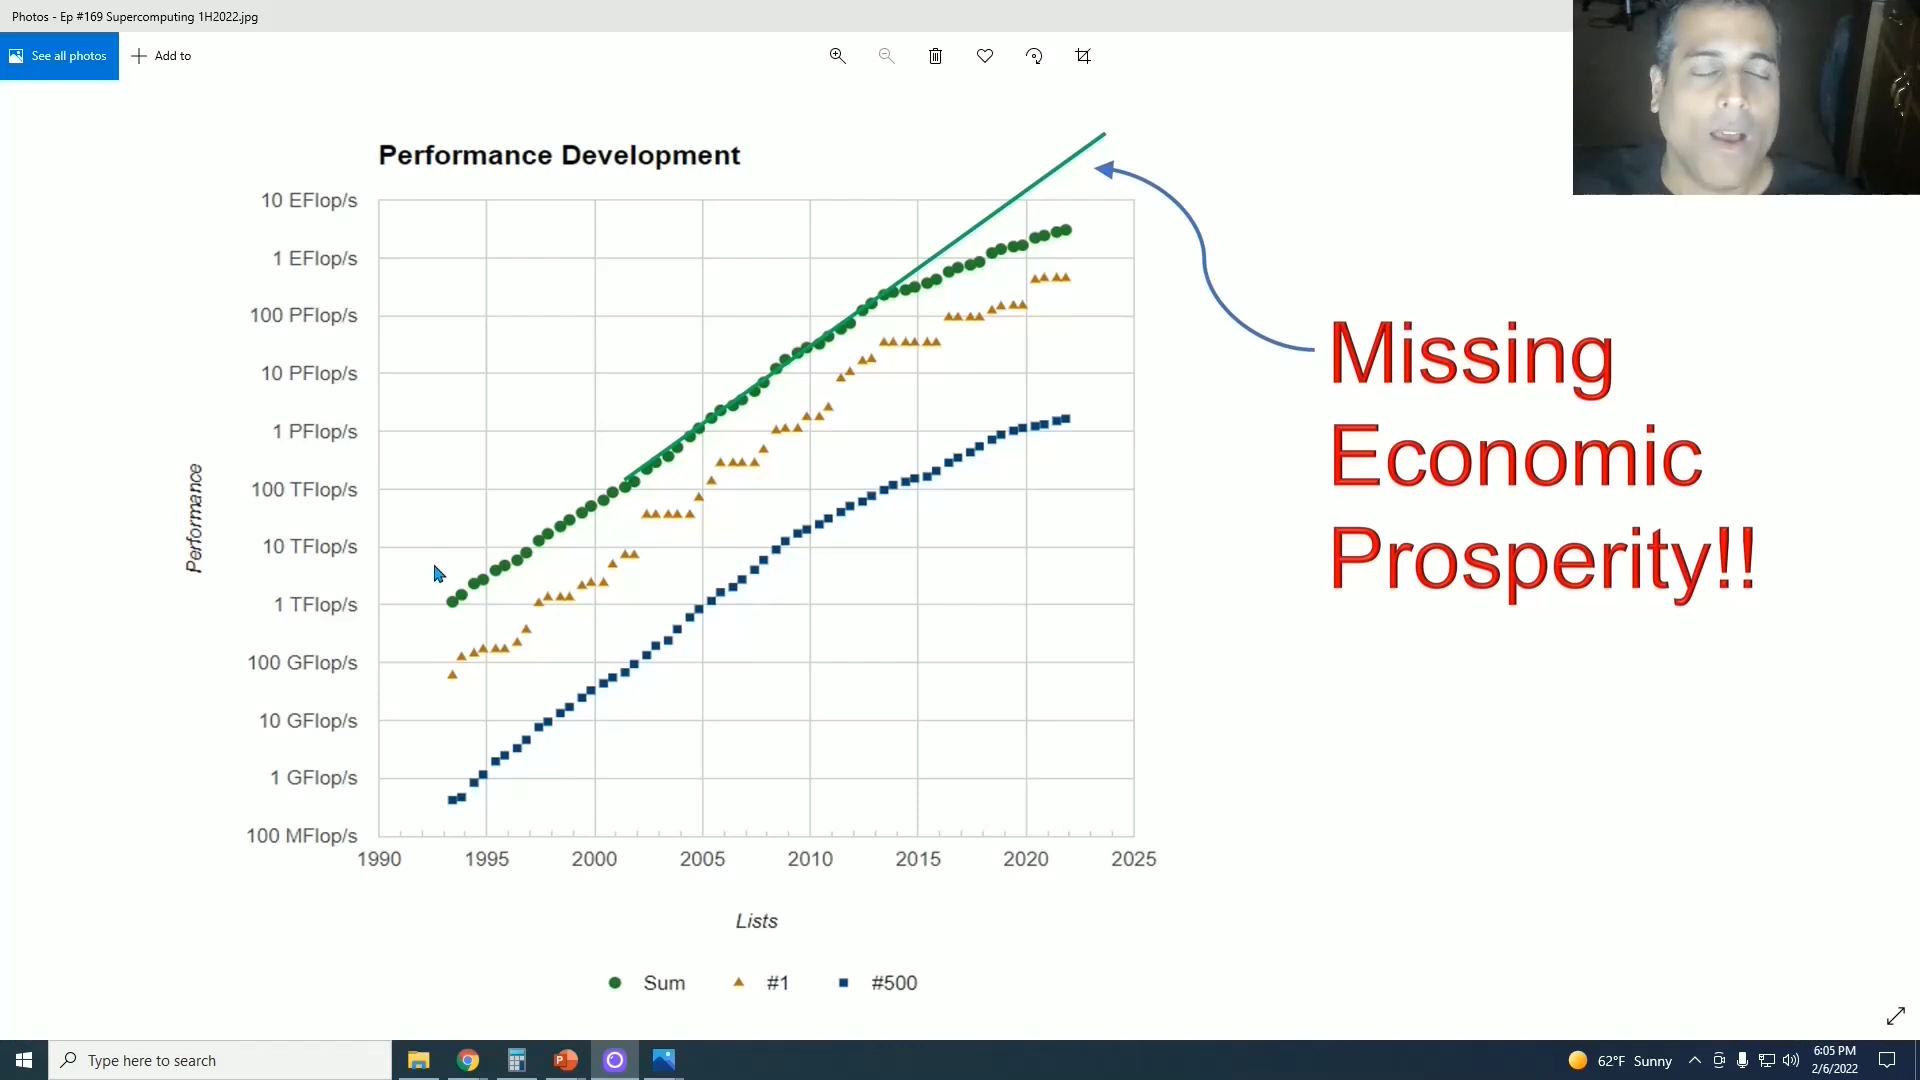 Photos - Ep #169 Supercomputing 1H2022.jpg
See all photos
Add to
Performance Development
10 EFlop/s
1 EFlop/s
100 PFlop/s
10 PFlop/s
1 PFlop/s
100 TFlop/s
10 TFlop/s
1 TFlop/s
100 GFlop/s
10 GFlop/s
1 GFlop/s
100 MFlop/s
Performance
1990 1995 2000 2005 2010 2015 2020 2025
Lists
Sum #1 #500
Missing
Economic
Prosperity!!
Type here to search
P
62°F Sunny
6:05 PM
2/6/2022